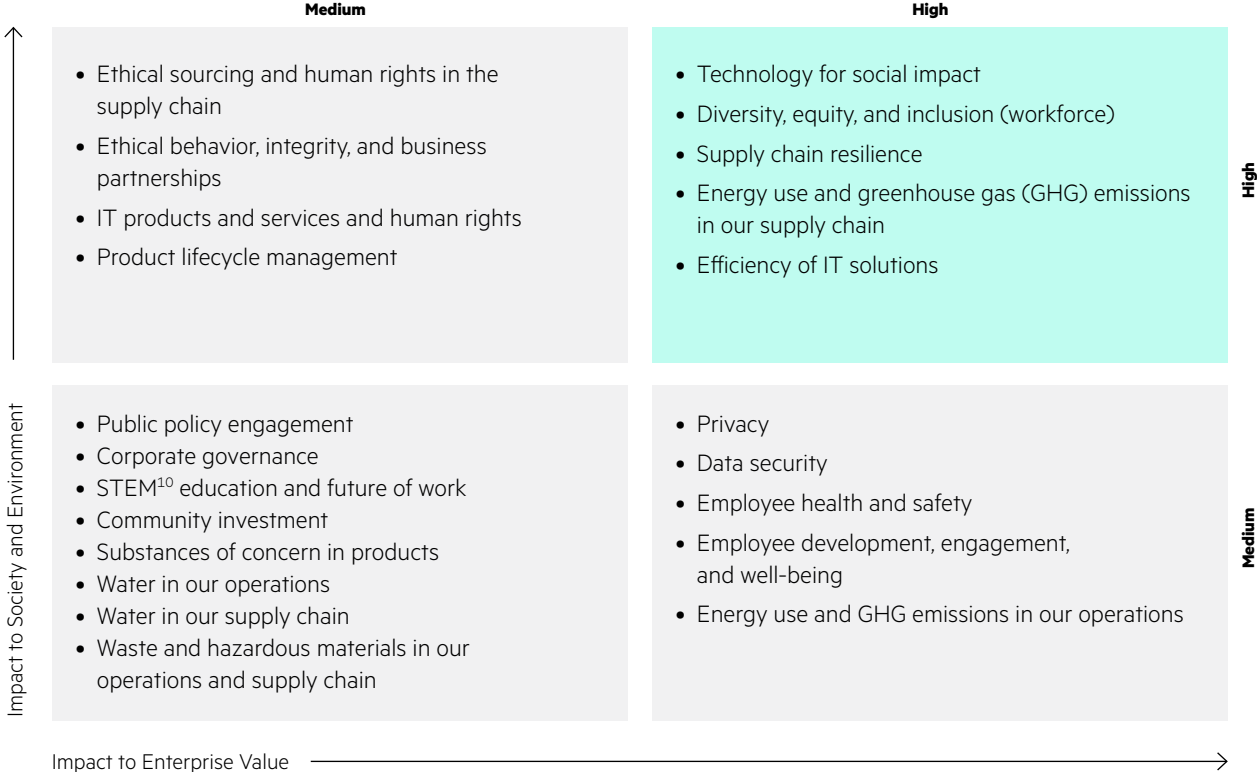 Medium
High
• Ethical sourcing and human rights in the
supply chain
• Ethical behavior, integrity, and business
partnerships
• IT products and services and human rights
• Product lifecycle management
• Technology for social impact
• Diversity, equity, and inclusion (workforce)
• Supply chain resilience
• Energy use and greenhouse gas (GHG) emissions
in our supply chain
• Efficiency of IT solutions
High
• Public policy engagement
• Corporate governance
• STEM¹⁰ education and future of work
• Community investment
• Substances of concern in products
• Water in our operations
• Water in our supply chain
• Waste and hazardous materials in our
operations and supply chain
• Privacy
• Data security
• Employee health and safety
• Employee development, engagement,
and well-being
• Energy use and GHG emissions in our operations
Medium
Impact to Society and Environment
Impact to Enterprise Value